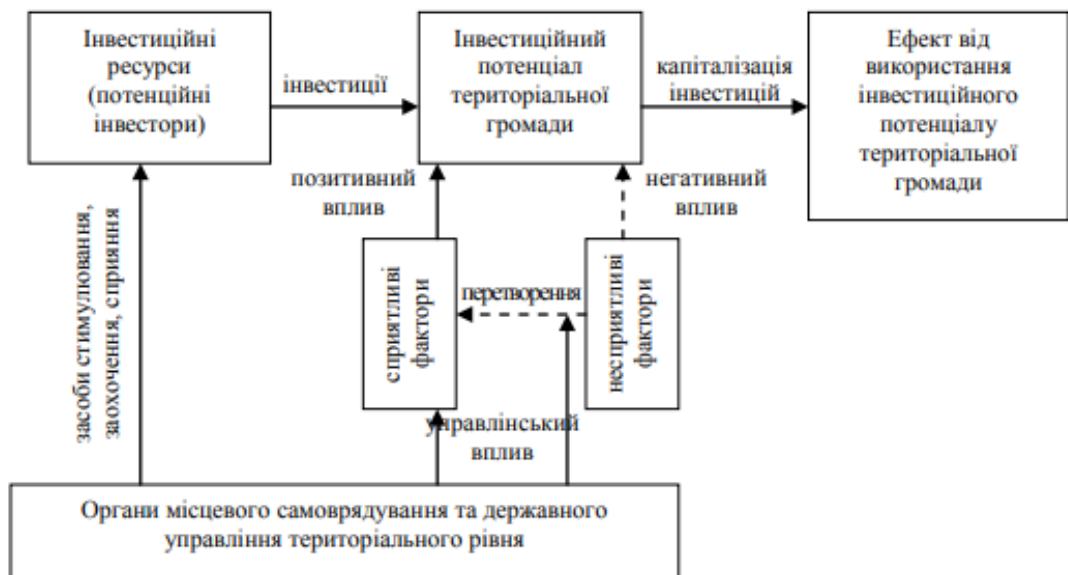 Інвестиційні
ресурси
(потенційні
інвестори)
інвестиції
Інвестиційний
потенціал
територіальної
громади
капіталізація
інвестицій
Ефект від
використання
інвестиційного
потенціалу
територіальної
громади
позитивний
вплив
негативний
вплив
засоби стимулювання,
заохочення, сприяння
сприятливі
фактори
перетворення
несприятливі
фактори
управлінський
вплив
Органи місцевого самоврядування та державного
управління територіального рівня